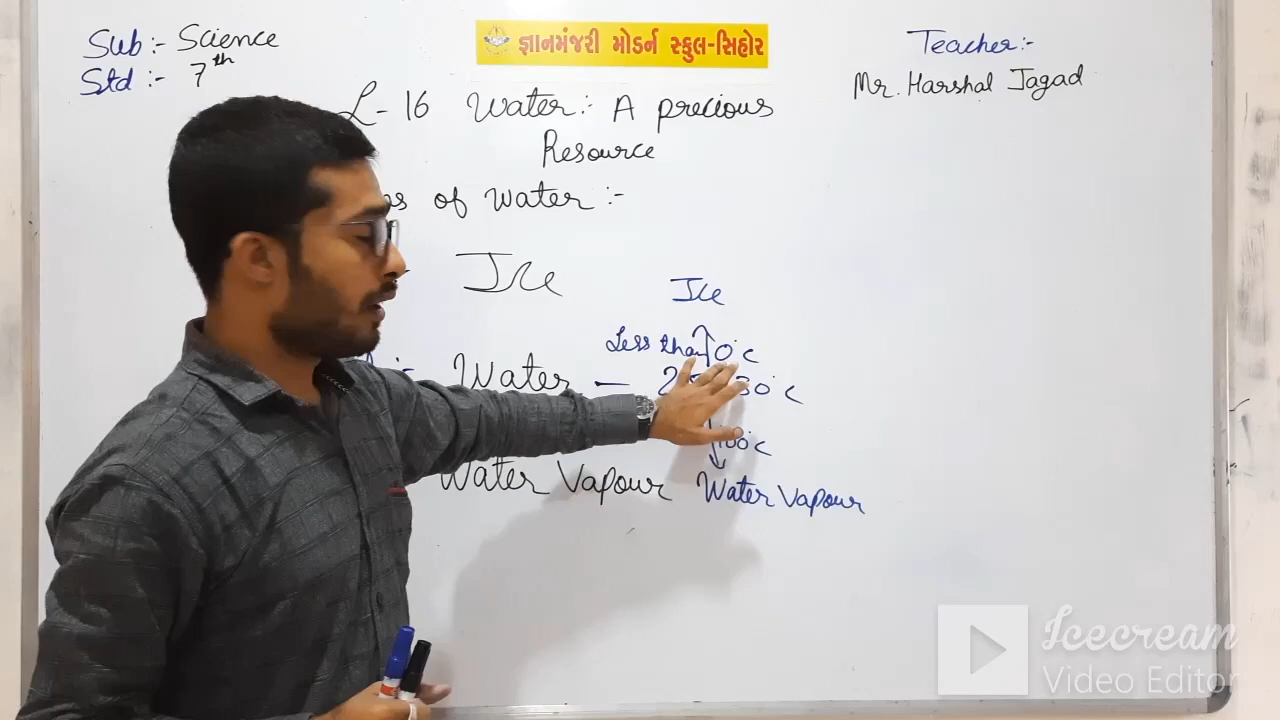 Sub:- Science
જ્ઞાનમંજરી મોડર્ન સ્કુલ-સિહોર
Teacher:-
Std:- 7th
Mr. Harshal Jagad
L-16 Water:- A precious
Resource
of water:-
Ice
Ice
Less than 0°C
Water -
100°C
Water Vapour
Water Vapour
Icecream
Video Editor